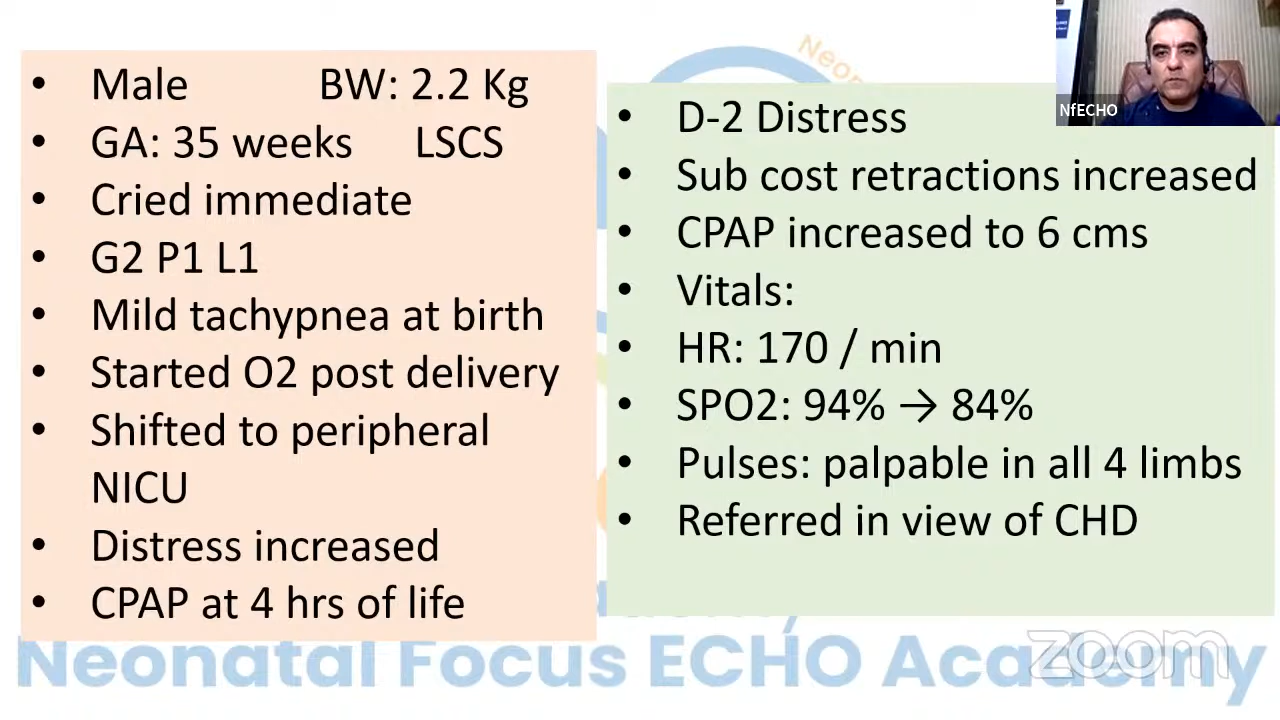 Male BW: 2.2 Kg
GA: 35 weeks LSCS
Cried immediate
G2 P1 L1
Mild tachypnea at birth
Started O2 post delivery
Shifted to peripheral
NICU
Distress increased
CPAP at 4 hrs of life
D-2 Distress
Sub cost retractions increased
CPAP increased to 6 cms
Vitals:
HR: 170 / min
SPO2: 94% → 84%
Pulses: palpable in all 4 limbs
Referred in view of CHD
NfECHO
Neonatal Focus ECHO Academy
zoom